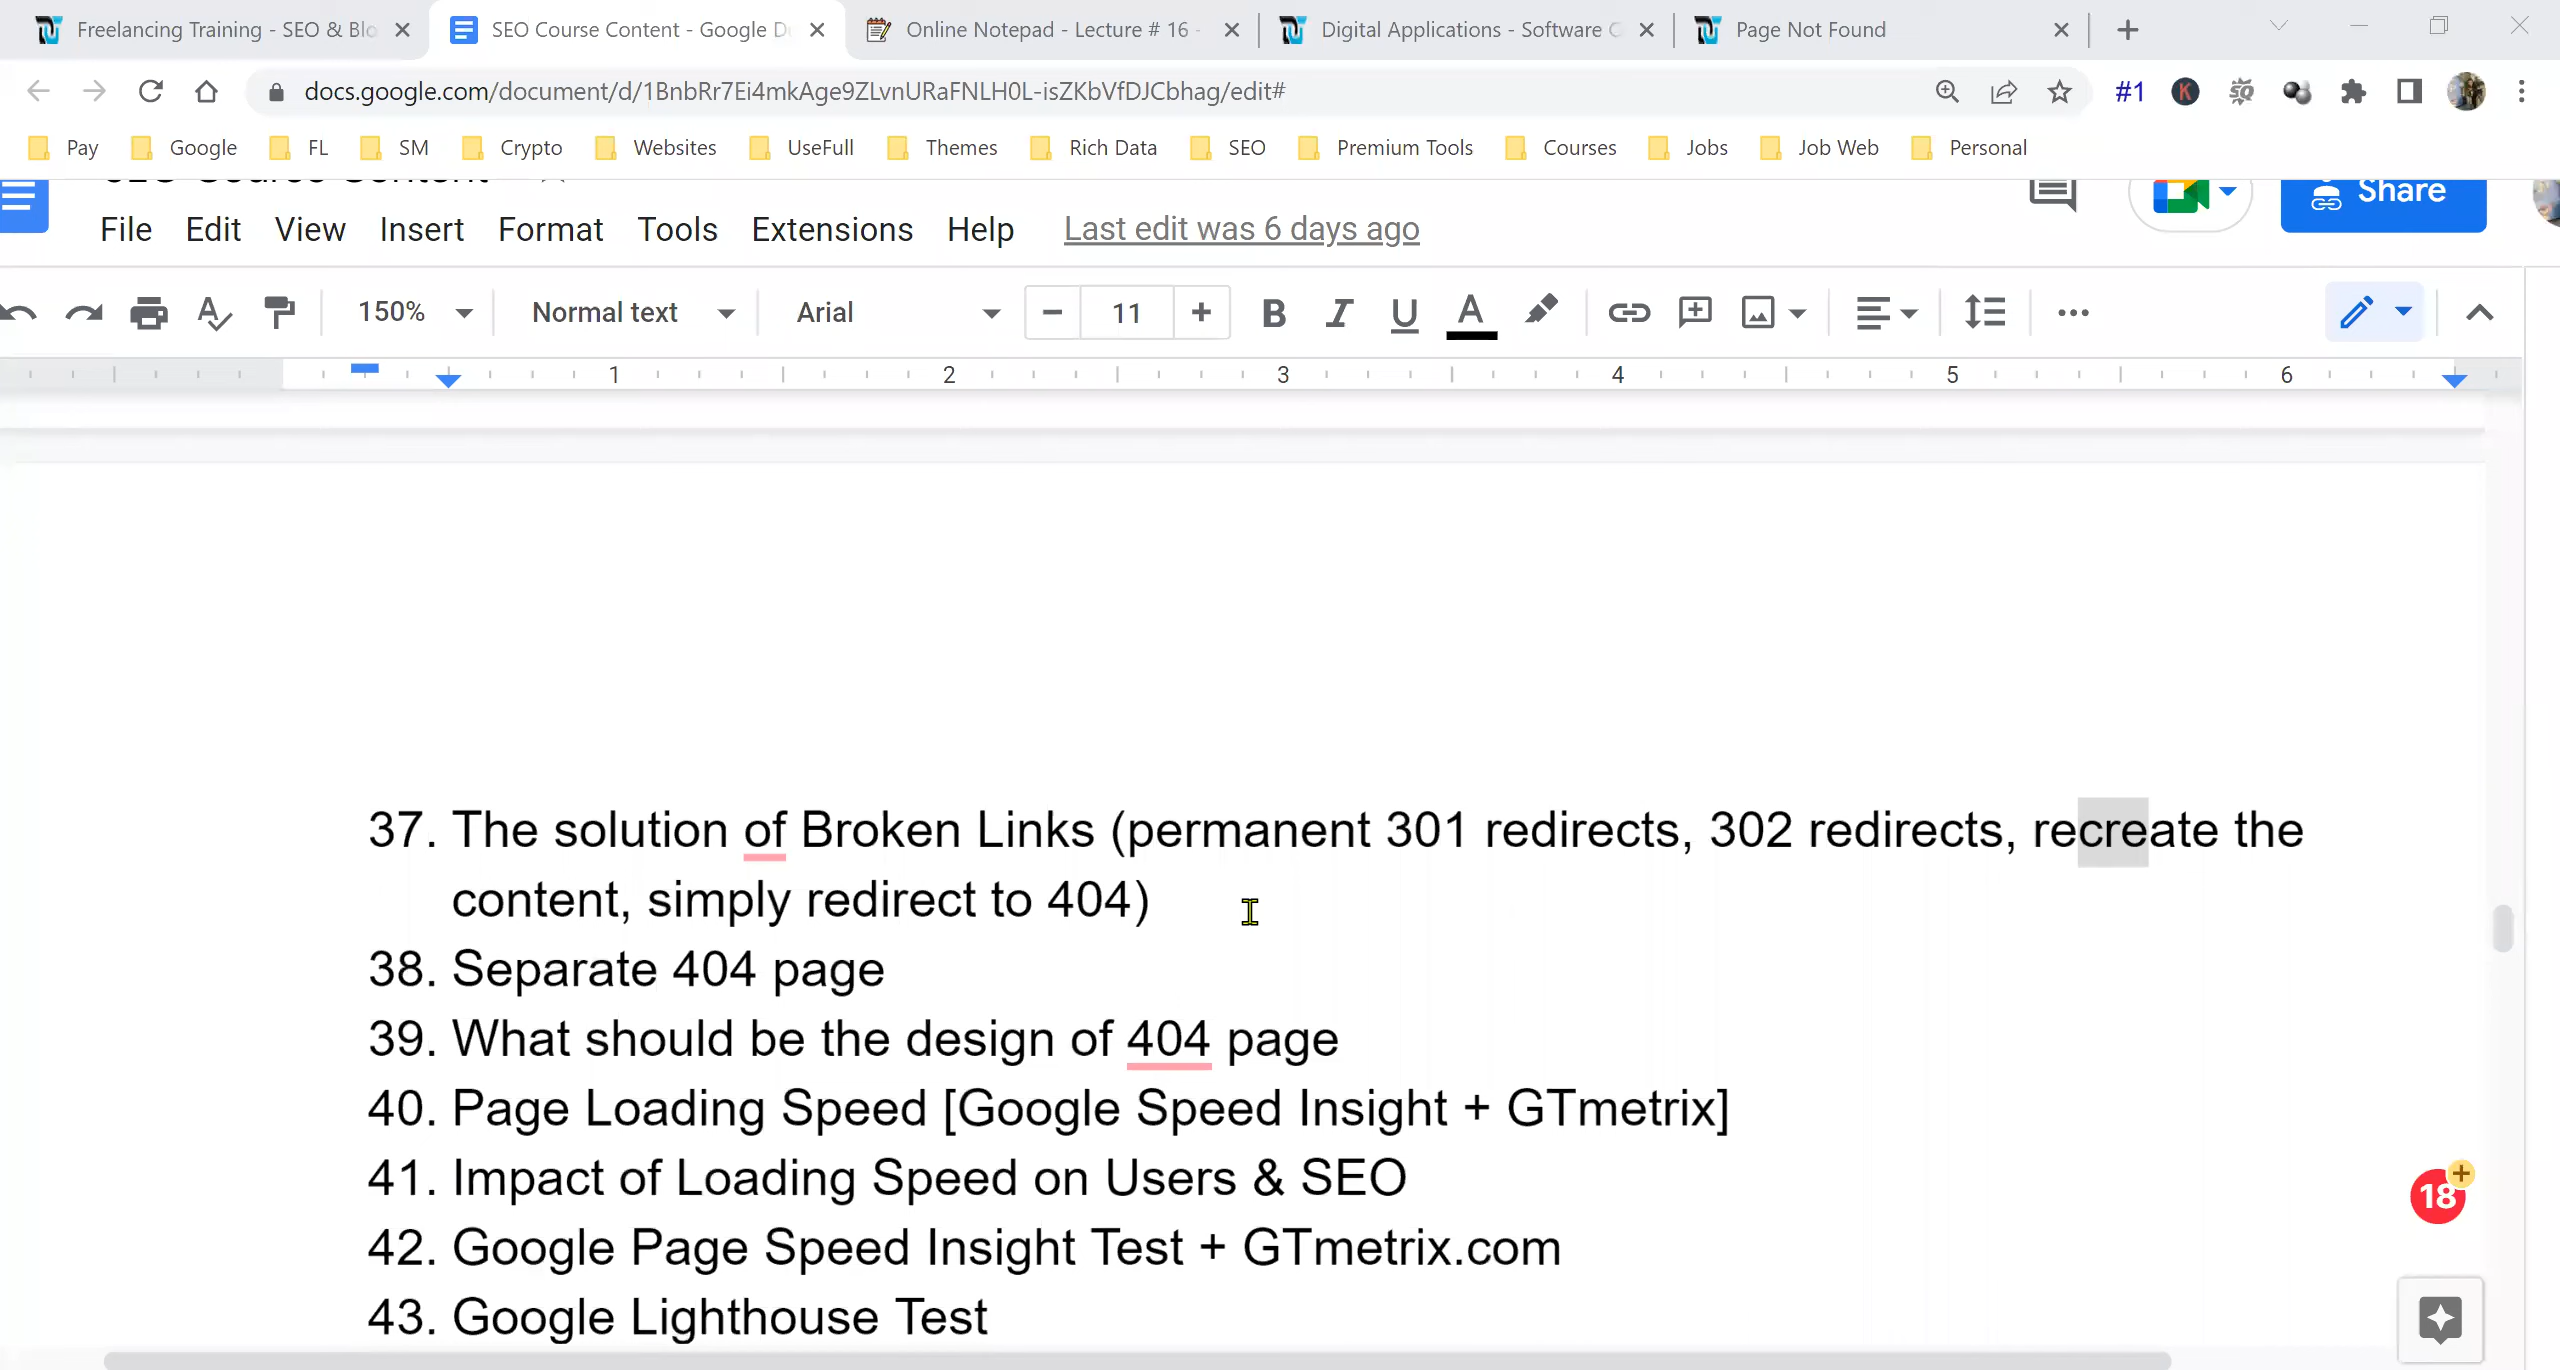 Freelancing Training - SEO & Blo
SEO Course Content - Google D
Online Notepad - Lecture # 16 -
Digital Applications - Software
Page Not Found
docs.google.com/document/d/1BnbRr7Ei4mkAge9ZLvnURaFNLH0L-isZKbVfDJCbhag/edit#
#1
K
SQ
Pay
Google
FL
SM
Crypto
Websites
UseFull
Themes
Rich Data
SEO
Premium Tools
Courses
Jobs
Job Web
Personal
SEO Course Content
Share
File Edit View Insert Format Tools Extensions Help Last edit was 6 days ago
150% Normal text Arial 11 B I U A
1 2 3 4 5 6
37. The solution of Broken Links (permanent 301 redirects, 302 redirects, recreate the
content, simply redirect to 404)
38. Separate 404 page
39. What should be the design of 404 page
40. Page Loading Speed [Google Speed Insight + GTmetrix]
41. Impact of Loading Speed on Users & SEO
18
42. Google Page Speed Insight Test + GTmetrix.com
43. Google Lighthouse Test